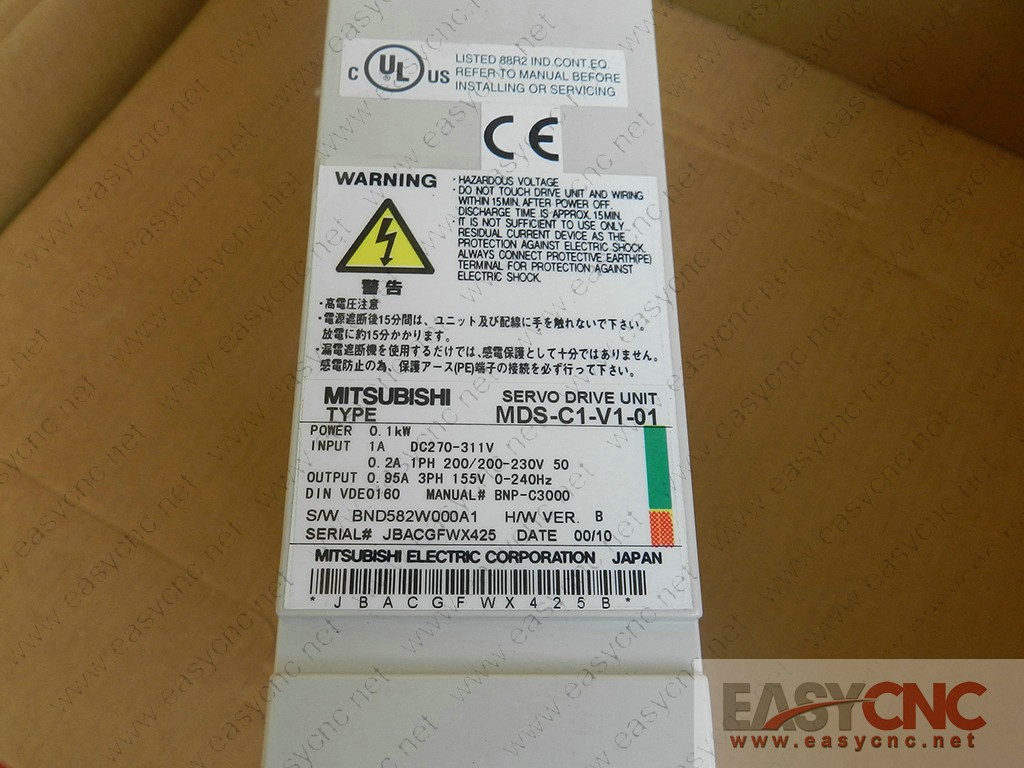 C UL US
LISTED 88R2 IND.CONT.EQ.
REFER TO MANUAL BEFORE
INSTALLING OR SERVICING
CE
WARNING
・HAZARDOUS VOLTAGE
・DO NOT TOUCH DRIVE UNIT AND WIRING
WITHIN 15MIN. AFTER POWER OFF.
DISCHARGE TIME IS APPROX. 15MIN.
・IT IS NOT SUFFICIENT TO USE ONLY
RESIDUAL CURRENT DEVICE AS THE
PROTECTION AGAINST ELECTRIC SHOCK.
ALWAYS CONNECT PROTECTIVE EARTH(PE)
TERMINAL FOR PROTECTION AGAINST
ELECTRIC SHOCK.
警告
・高電圧注意
・電源遮断後15分間は、ユニット及び配線に手を触れないで下さい。
放電に約15分かかります。
・漏電遮断機を使用するだけでは、感電保護として十分ではありません。
感電防止の為、保護アース(PE)端子の接続を必ず行って下さい。
MITSUBISHI SERVO DRIVE UNIT
TYPE MDS-C1-V1-01
POWER 0.1kW
INPUT 1A DC270-311V
0.2A 1PH 200/200-230V 50
OUTPUT 0.95A 3PH 155V 0-240Hz
DIN VDE0160 MANUAL# BNP-C3000
S/W BND582W000A1 H/W VER. B
SERIAL# JBACGFWX425 DATE 00/10
MITSUBISHI ELECTRIC CORPORATION JAPAN
*JBACGFWX425B*
EASYCNC
www.easycnc.net